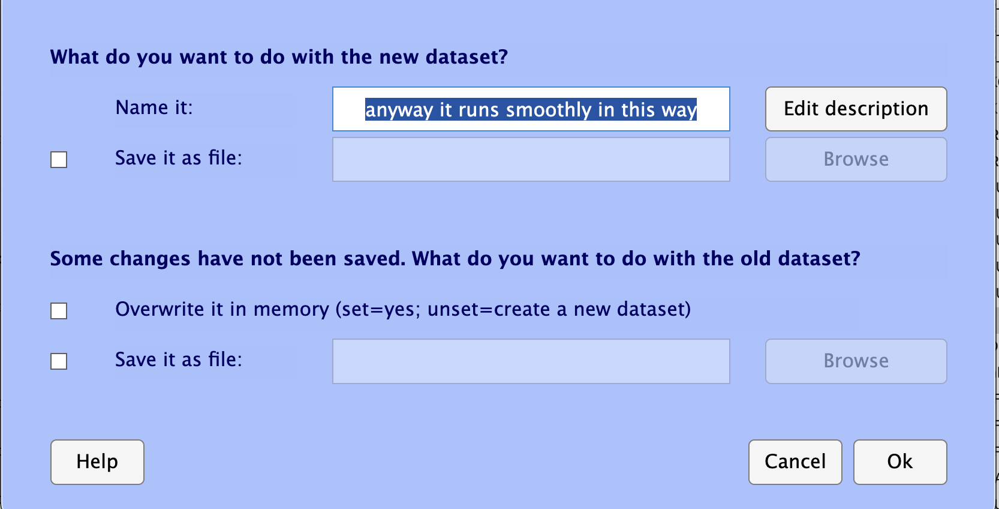 What do you want to do with the new dataset?
Name it: anyway it runs smoothly in this way Edit description
Save it as file: Browse
Some changes have not been saved. What do you want to do with the old dataset?
Overwrite it in memory (set=yes; unset=create a new dataset)
Save it as file: Browse
Help Cancel Ok